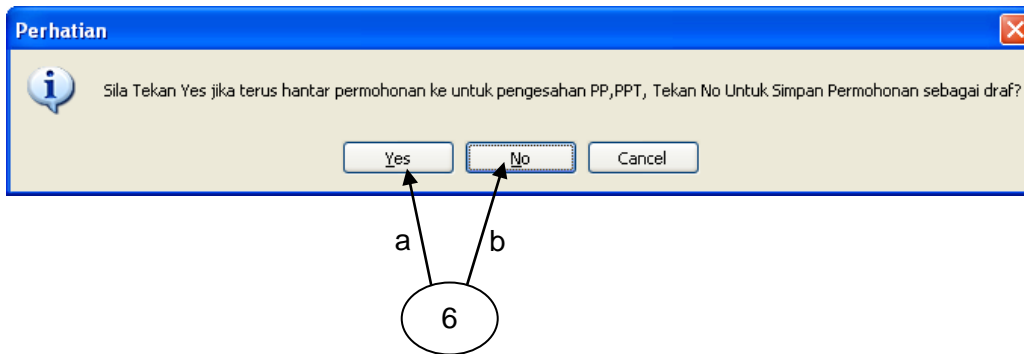 Perhatian
Sila Tekan Yes jika terus hantar permohonan ke untuk pengesahan PP,PPT, Tekan No Untuk Simpan Permohonan sebagai draf?
Yes No Cancel
a b
6